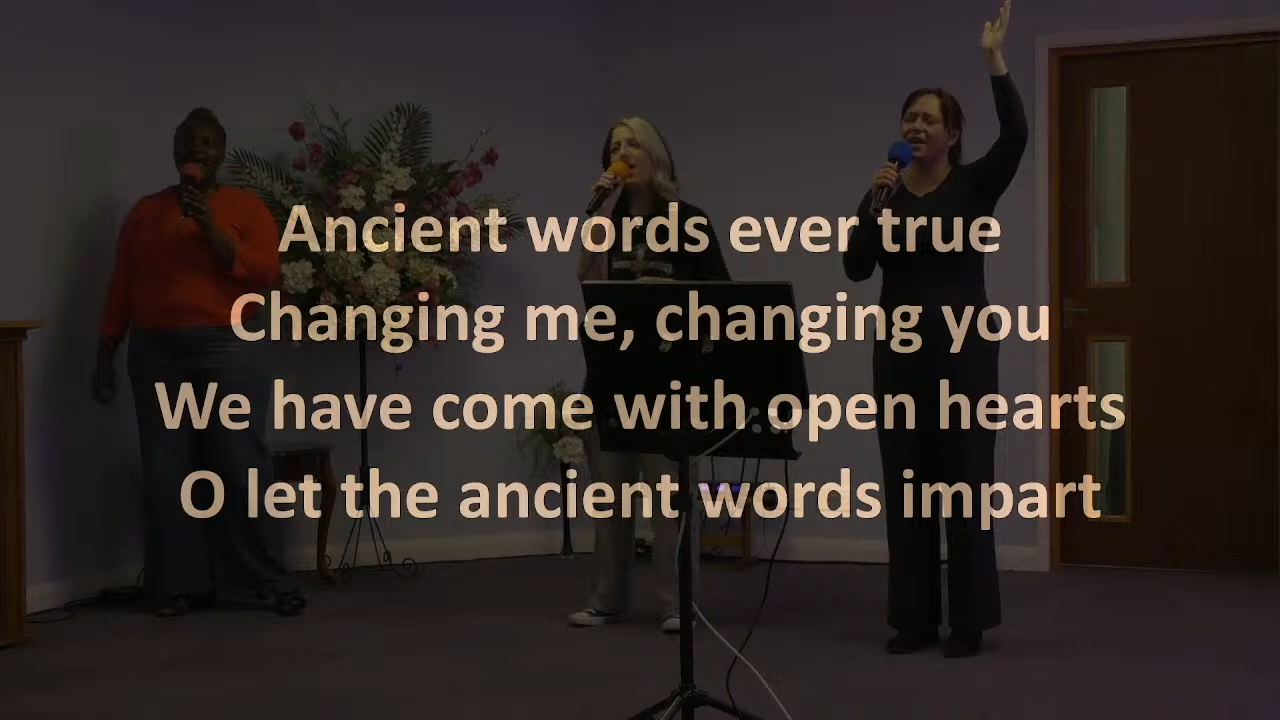 Ancient words ever true
Changing me, changing you
We have come with open hearts
O let the ancient words impart